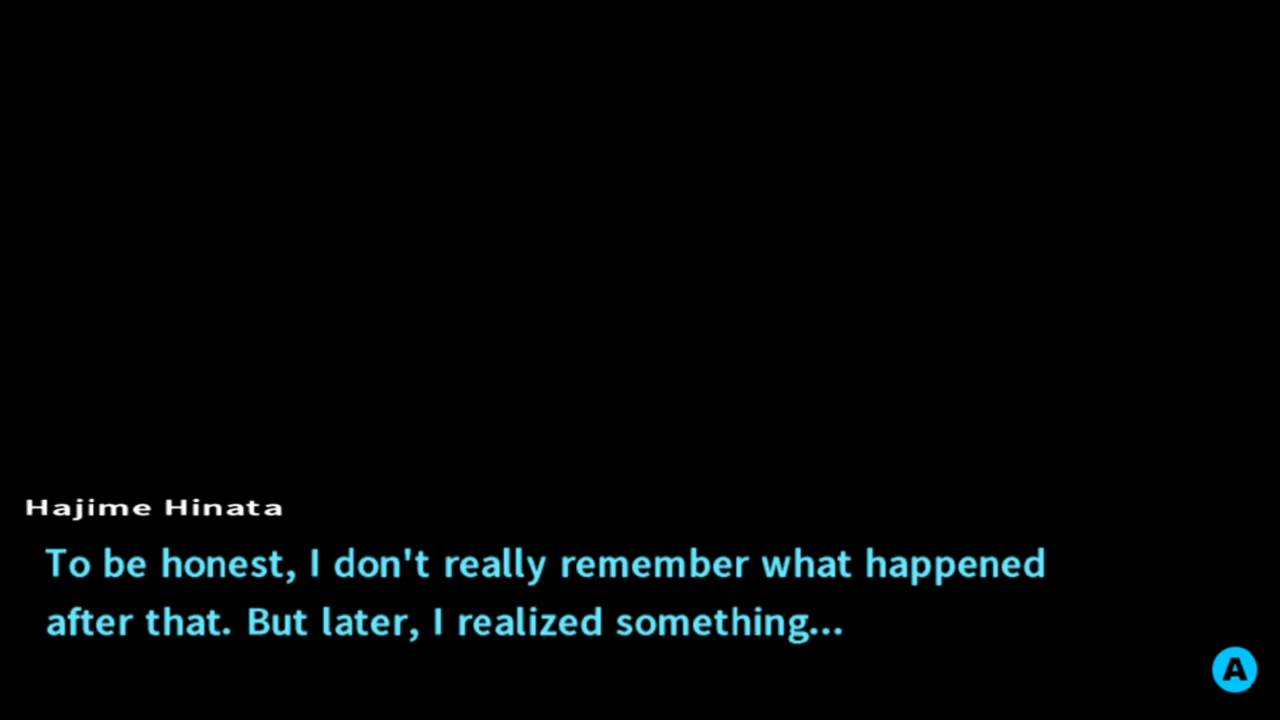 Hajime Hinata
To be honest, I don't really remember what happened
after that. But later, I realized something...
A